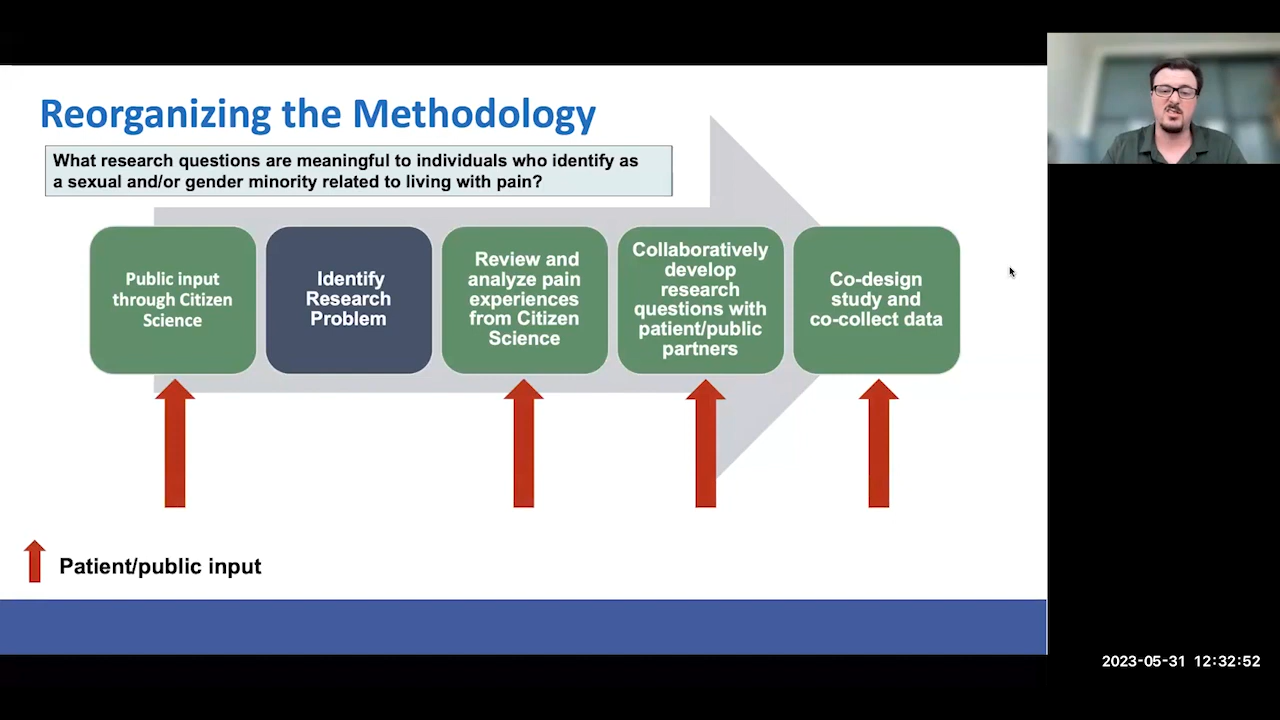 Reorganizing the Methodology
What research questions are meaningful to individuals who identify as
a sexual and/or gender minority related to living with pain?
Public input
through Citizen
Science
Identify
Research
Problem
Review and
analyze pain
experiences
from Citizen
Science
Collaboratively
develop
research
questions with
patient/public
partners
Co-design
study and
co-collect data
Patient/public input
2023-05-31 12:32:52